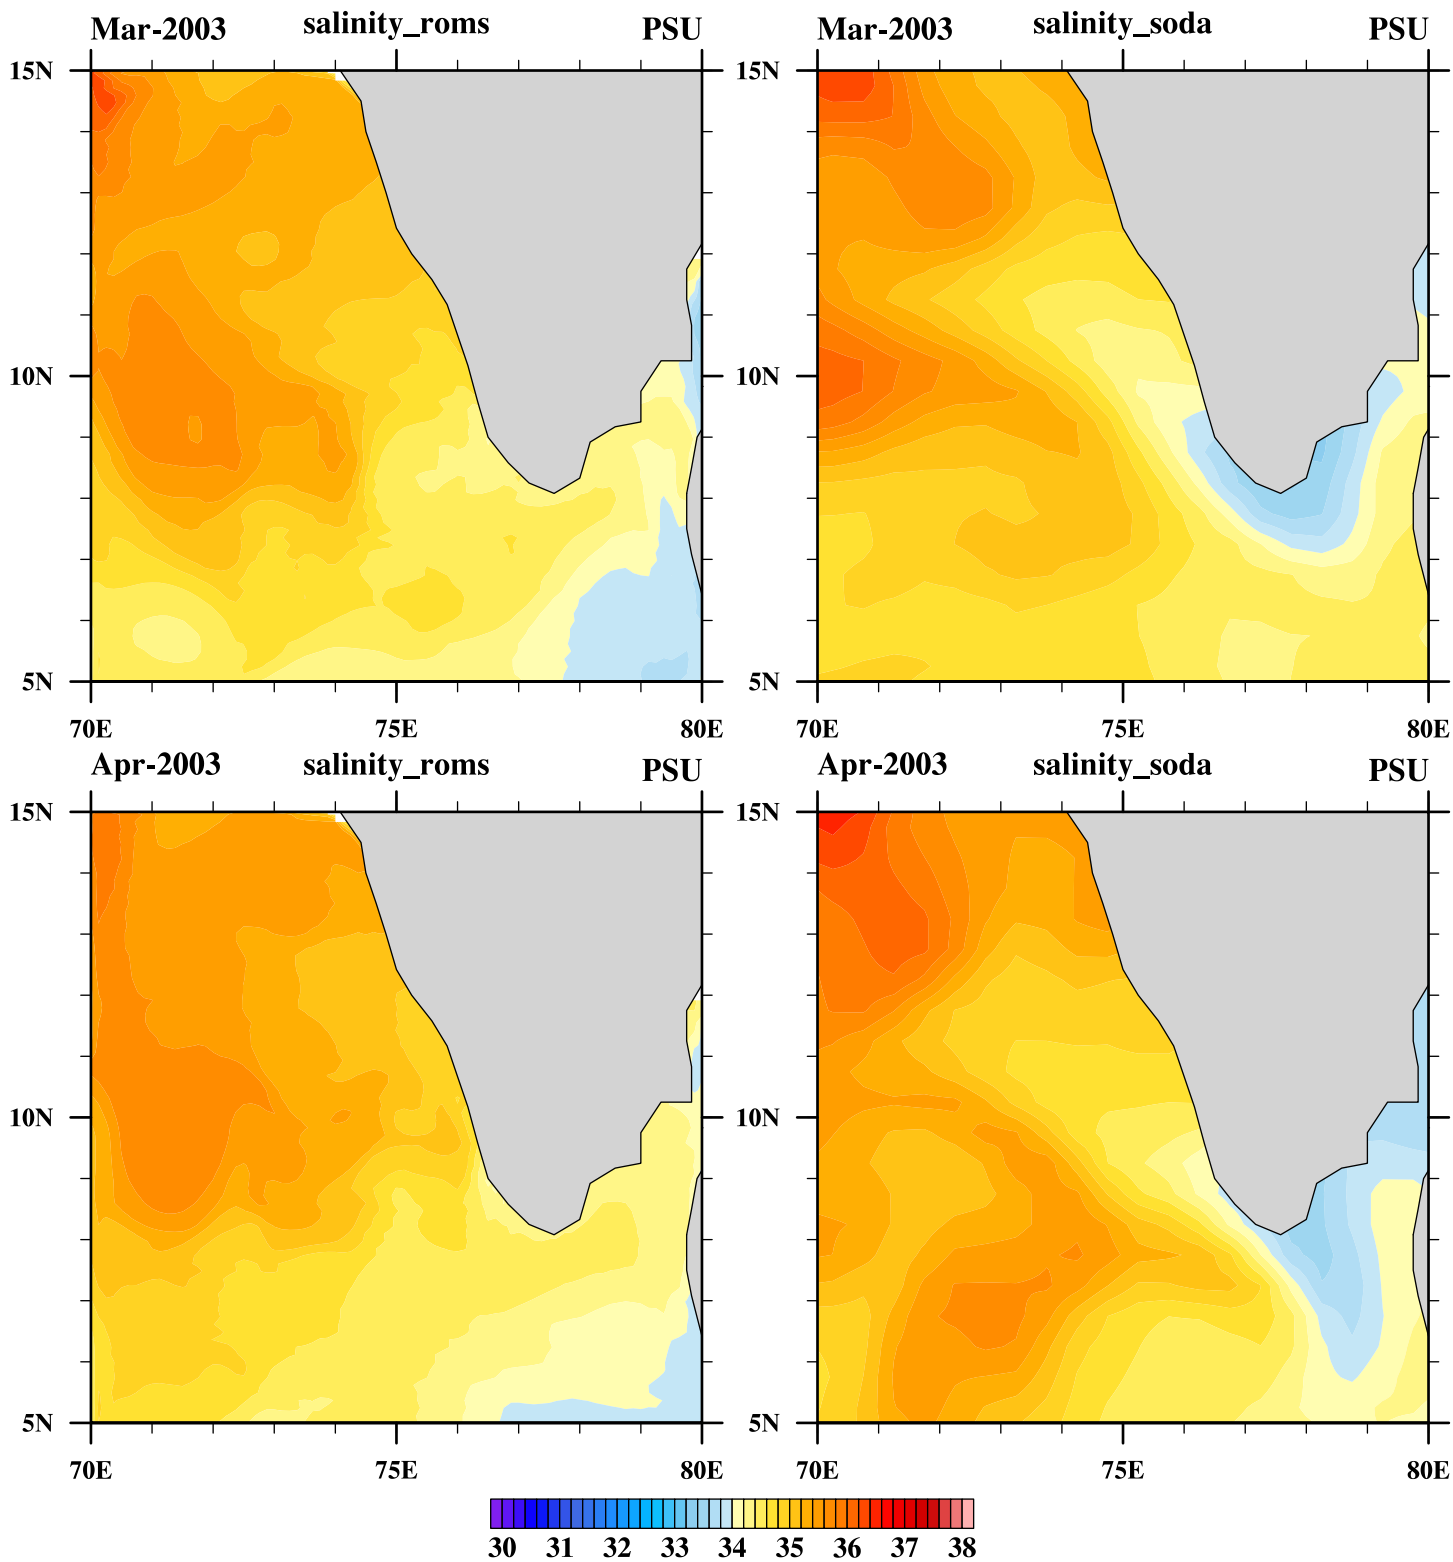 Mar-2003 salinity_roms PSU
Mar-2003 salinity_soda PSU
15N
10N
5N
70E 75E 80E
15N
10N
5N
70E 75E 80E
Apr-2003 salinity_roms PSU
Apr-2003 salinity_soda PSU
15N
10N
5N
70E 75E 80E
15N
10N
5N
70E 75E 80E
30 31 32 33 34 35 36 37 38